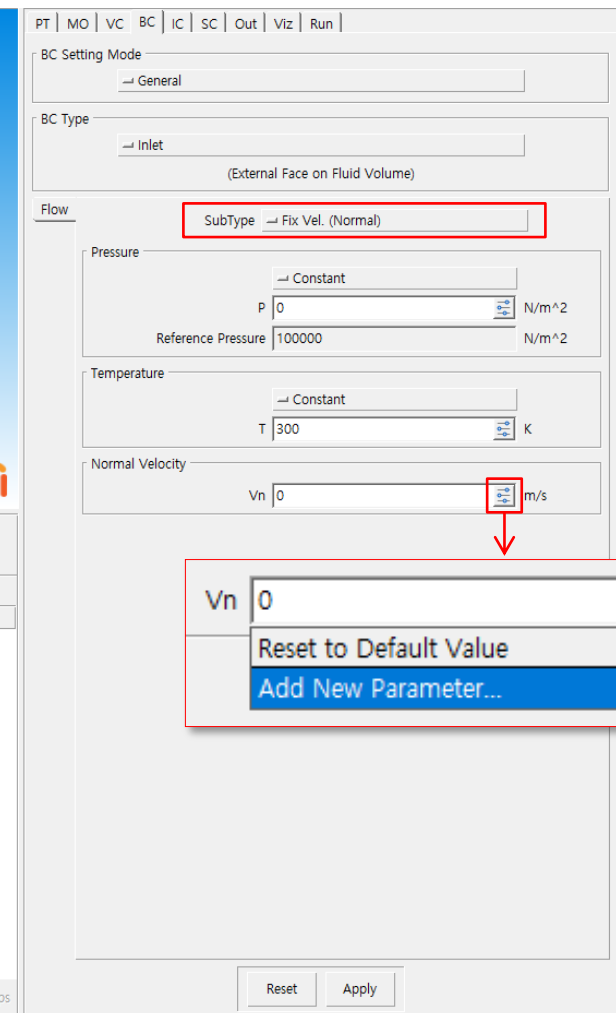 PT MO VC BC IC SC Out Viz Run
BC Setting Mode
General
BC Type
Inlet
(External Face on Fluid Volume)
Flow
SubType Fix Vel. (Normal)
Pressure
Constant
P 0 N/m^2
Reference Pressure 100000 N/m^2
Temperature
Constant
T 300 K
Normal Velocity
Vn 0 m/s
Vn 0
Reset to Default Value
Add New Parameter...
Reset Apply